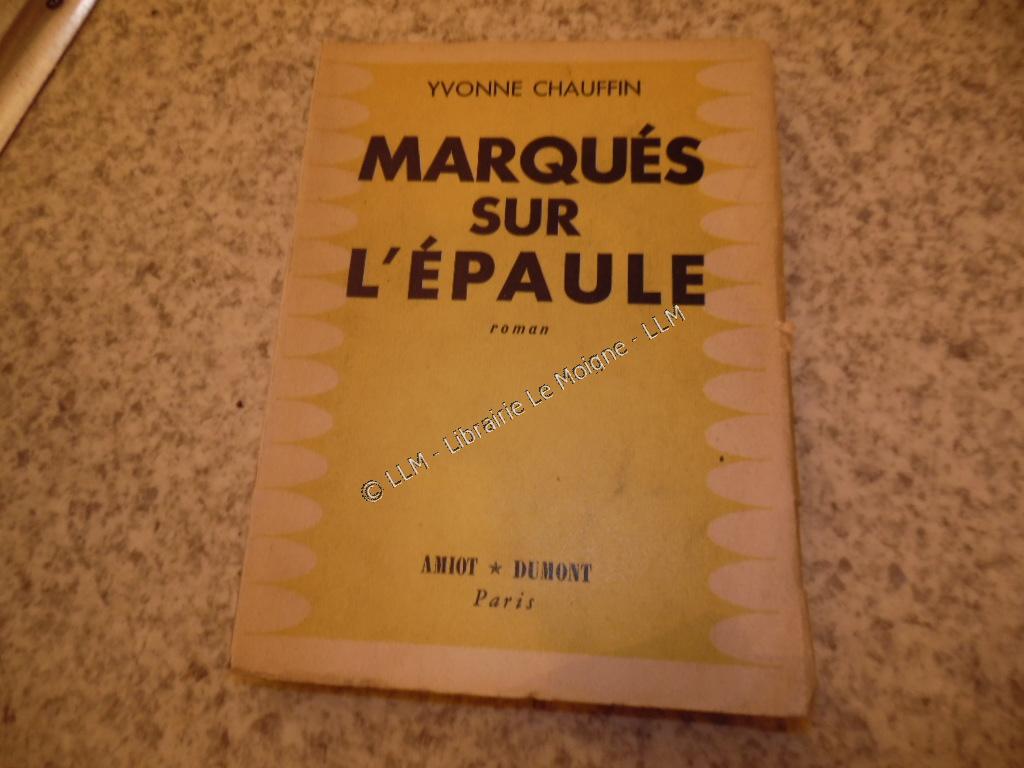 YVONNE CHAUFFIN
MARQUÉS
SUR
L'ÉPAULE
roman
© LLM - Librairie Le Moigne - LLM
AMIOT ★ DUMONT
Paris